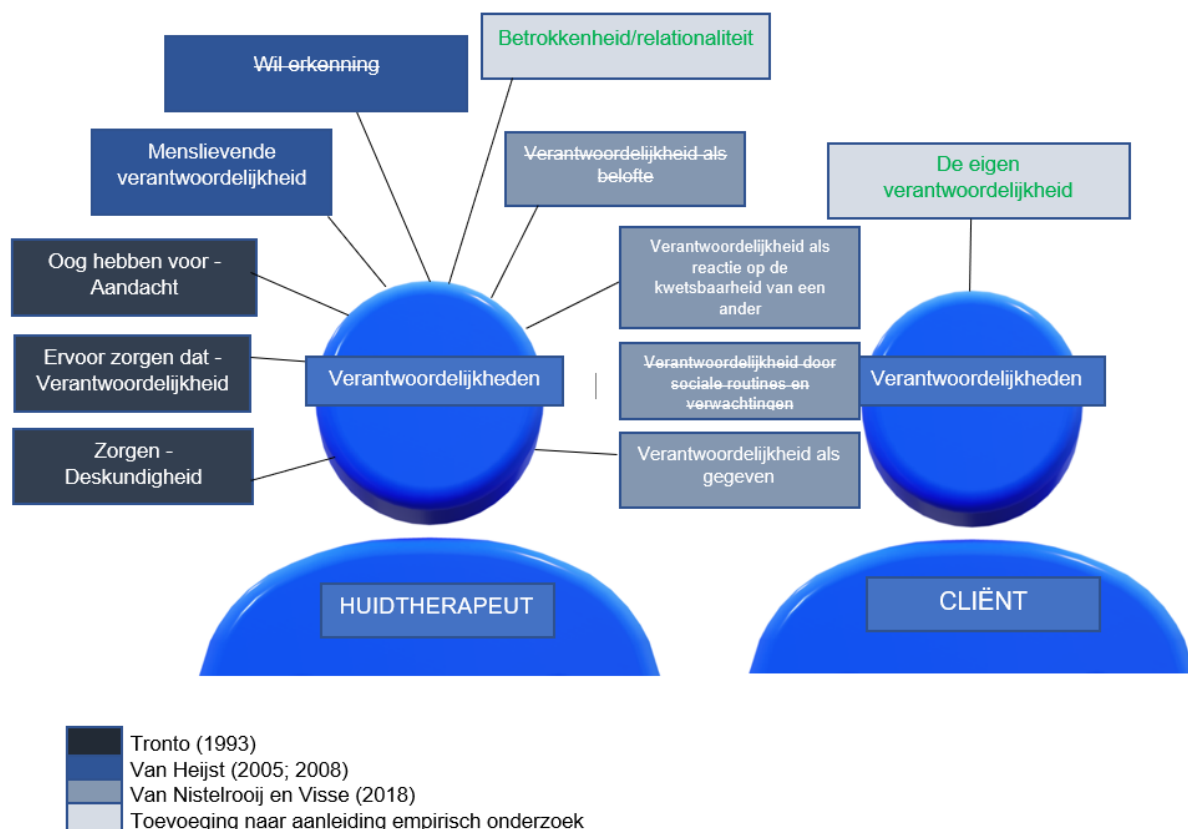 Betrokkenheid/relationaliteit
Wil erkenning
Menslievende
verantwoordelijkheid
Verantwoordelijkheid als
belofte
De eigen
verantwoordelijkheid
Oog hebben voor -
Aandacht
Verantwoordelijkheid als
reactie op de
kwetsbaarheid van een
ander
Ervoor zorgen dat -
Verantwoordelijkheid
Verantwoordelijkheden
Verantwoordelijkheid door
sociale routines en
verwachtingen
Verantwoordelijkheden
Zorgen -
Deskundigheid
Verantwoordelijkheid als
gegeven
HUIDTHERAPEUT
CLIËNT
Tronto (1993)
Van Heijst (2005; 2008)
Van Nistelrooij en Visse (2018)
Toevoeging naar aanleiding empirisch onderzoek